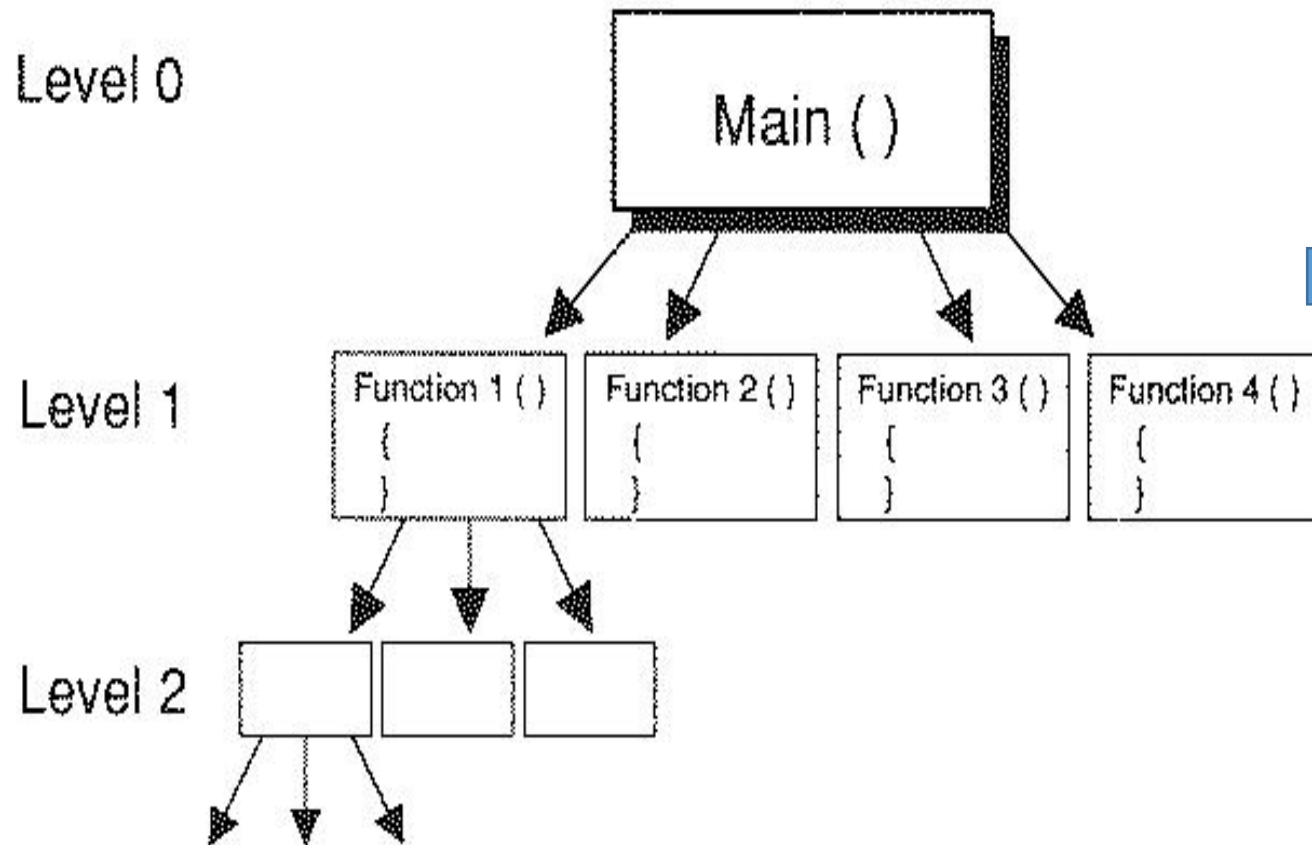 Level 0
Main ( )
Level 1
Function 1 ( )
{
}
Function 2 ( )
{
}
Function 3 ( )
{
}
Function 4 ( )
{
}
Level 2